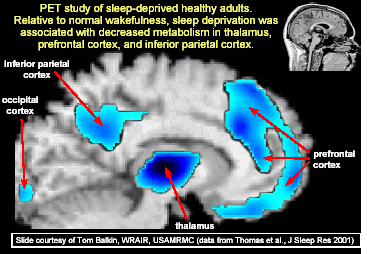 PET study of sleep-deprived healthy adults.
Relative to normal wakefulness, sleep deprivation was
associated with decreased metabolism in thalamus,
prefrontal cortex, and inferior parietal cortex.
inferior parietal
cortex
occipital
cortex
prefrontal
cortex
thalamus
Slide courtesy of Tom Balkin, WRAIR, USAMRMC (data from Thomas et al., J Sleep Res 2001)